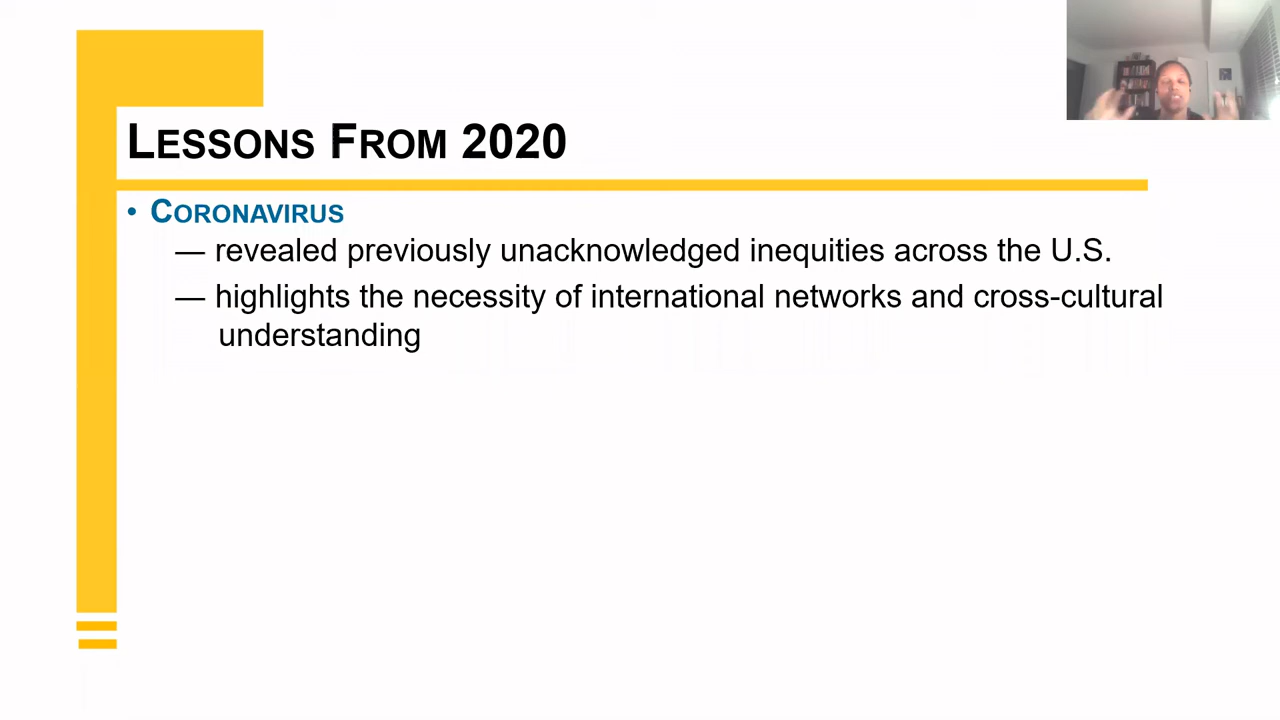 LESSONS FROM 2020
• CORONAVIRUS
— revealed previously unacknowledged inequities across the U.S.
— highlights the necessity of international networks and cross-cultural
understanding